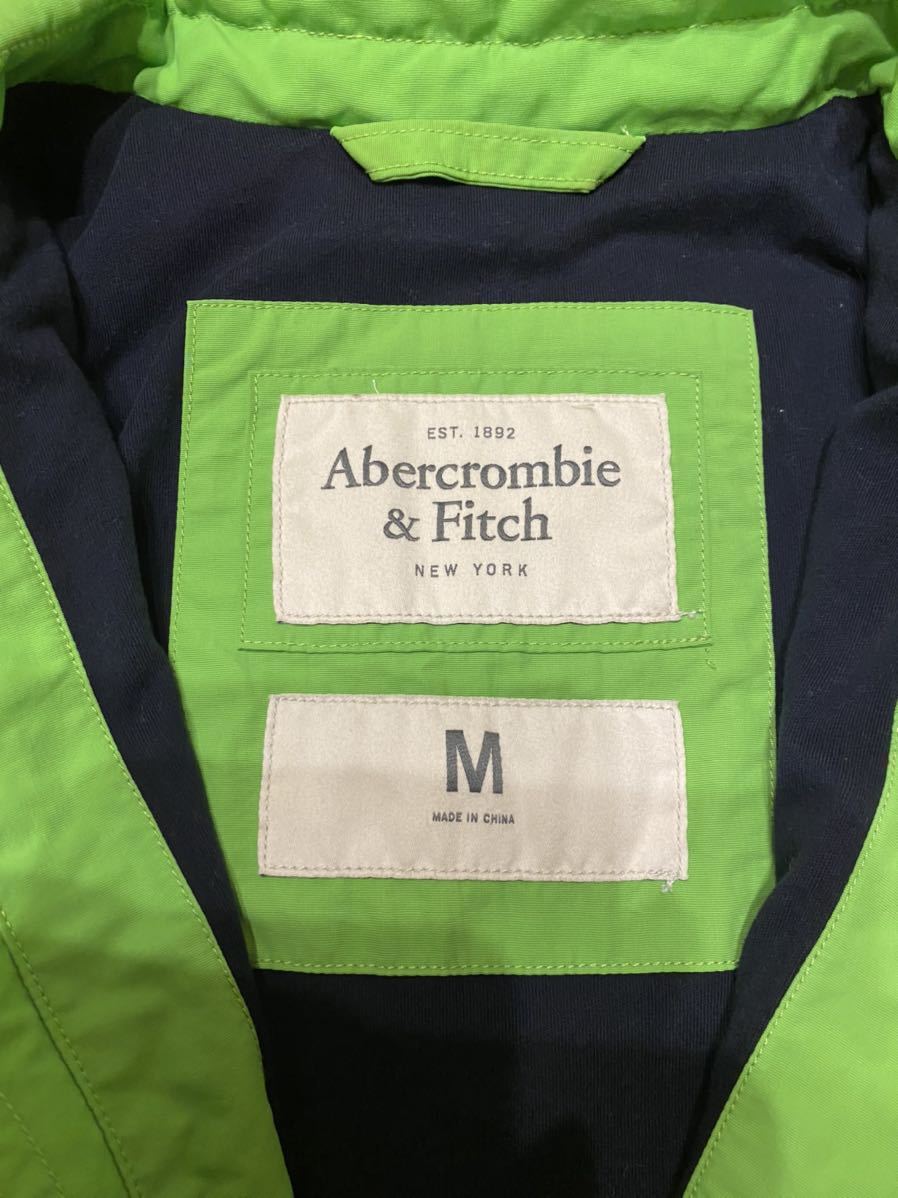 EST. 1892
Abercrombie
& Fitch
NEW YORK
M
MADE IN CHINA